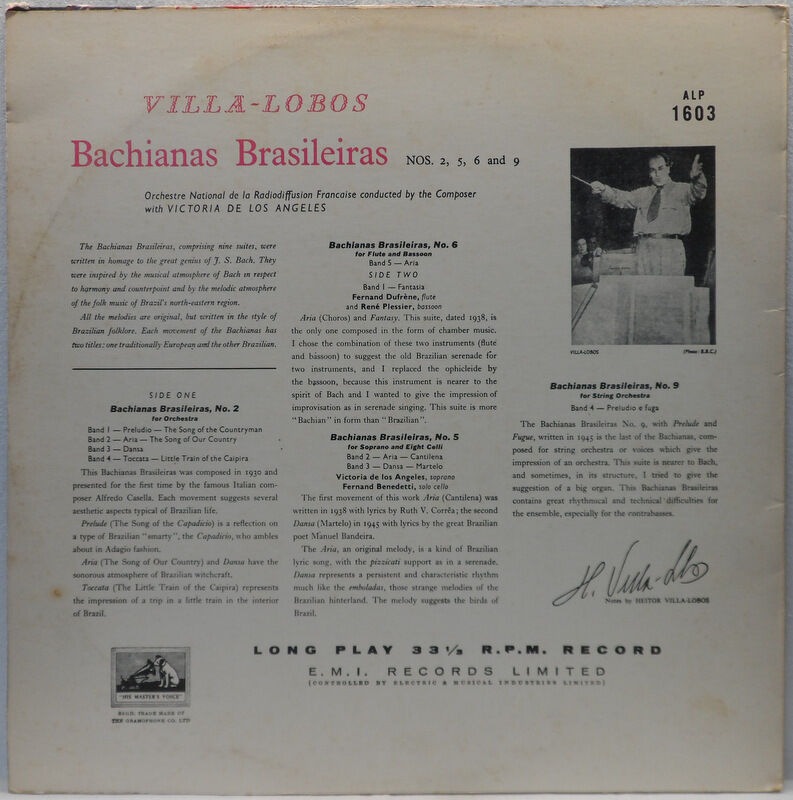 VILLA-LOBOS
ALP
1603
Bachianas Brasileiras NOS. 2, 5, 6 and 9
Orchestre National de la Radiodiffusion Francaise conducted by the Composer
with VICTORIA DE LOS ANGELES
The Bachianas Brasileiras, comprising nine suites, were
written in homage to the great genius of J. S. Bach. They
were inspired by the musical atmosphere of Bach in respect
to harmony and counterpoint and by the melodic atmosphere
of the folk music of Brazil's north-eastern region.
All the melodies are original, but written in the style of
Brazilian folklore. Each movement of the Bachianas has
two titles: one traditionally European and the other Brazilian.
SIDE ONE
Bachianas Brasileiras, No. 2
for Orchestra
Band 1 — Preludio — The Song of the Countryman
Band 2 — Aria — The Song of Our Country
Band 3 — Dansa
Band 4 — Toccata — Little Train of the Caipira
This Bachianas Brasileiras was composed in 1930 and
presented for the first time by the famous Italian com-
poser Alfredo Casella. Each movement suggests several
aesthetic aspects typical of Brazilian life.
Prelude (The Song of the Capadicio) is a reflection on
a type of Brazilian "smarty", the Capadicio, who ambles
about in Adagio fashion.
Aria (The Song of Our Country) and Dansa have the
sonorous atmosphere of Brazilian witchcraft.
Toccata (The Little Train of the Caipira) represents
the impression of a trip in a little train in the interior
of Brazil.
Bachianas Brasileiras, No. 6
for Flute and Bassoon
Band 5 — Aria
SIDE TWO
Band 1 — Fantasia
Fernand Dufrène, flute
and René Plessier, bassoon
Aria (Choros) and Fantasy. This suite, dated 1938, is
the only one composed in the form of chamber music.
I chose the combination of these two instruments (flute
and bassoon) to suggest the old Brazilian serenade for
two instruments, and I replaced the ophicleide by
the bassoon, because this instrument is nearer to the
spirit of Bach and I wanted to give the impression of
improvisation as in serenade singing. This suite is more
"Bachian" in form than "Brazilian".
Bachianas Brasileiras, No. 5
for Soprano and Eight Celli
Band 2 — Aria — Cantilena
Band 3 — Dansa — Martelo
Victoria de los Angeles, soprano
Fernand Benedetti, solo cello
The first movement of this work Aria (Cantilena) was
written in 1938 with lyrics by Ruth V. Corrêa; the second
Dansa (Martelo) in 1945 with lyrics by the great Brazilian
poet Manuel Bandeira.
The Aria, an original melody, is a kind of Brazilian
lyric song, with the pizzicati support as in a serenade.
Dansa represents a persistent and characteristic rhythm
much like the emboladas, those strange melodies of the
Brazilian hinterland. The melody suggests the birds of
Brazil.
VILLA-LOBOS (Photo: B.B.C.)
Bachianas Brasileiras, No. 9
for String Orchestra
Band 4 — Preludio e fuga
The Bachianas Brasileiras No. 9, with Prelude and
Fugue, written in 1945 is the last of the Bachianas, com-
posed for string orchestra or voices which give the
impression of an orchestra. This suite is nearer to Bach,
and sometimes, in its structure, I tried to give the
suggestion of a big organ. This Bachianas Brasileiras
contains great rhythmical and technical difficulties for
the ensemble, especially for the contrabasses.
H. Villa-Lobos
Notes by HEITOR VILLA-LOBOS
LONG PLAY 33⅓ R.P.M. RECORD
E.M.I. RECORDS LIMITED
(CONTROLLED BY ELECTRIC & MUSICAL INDUSTRIES LIMITED)
"HIS MASTER'S VOICE"
REGD. TRADE MARK OF
THE GRAMOPHONE CO. LTD